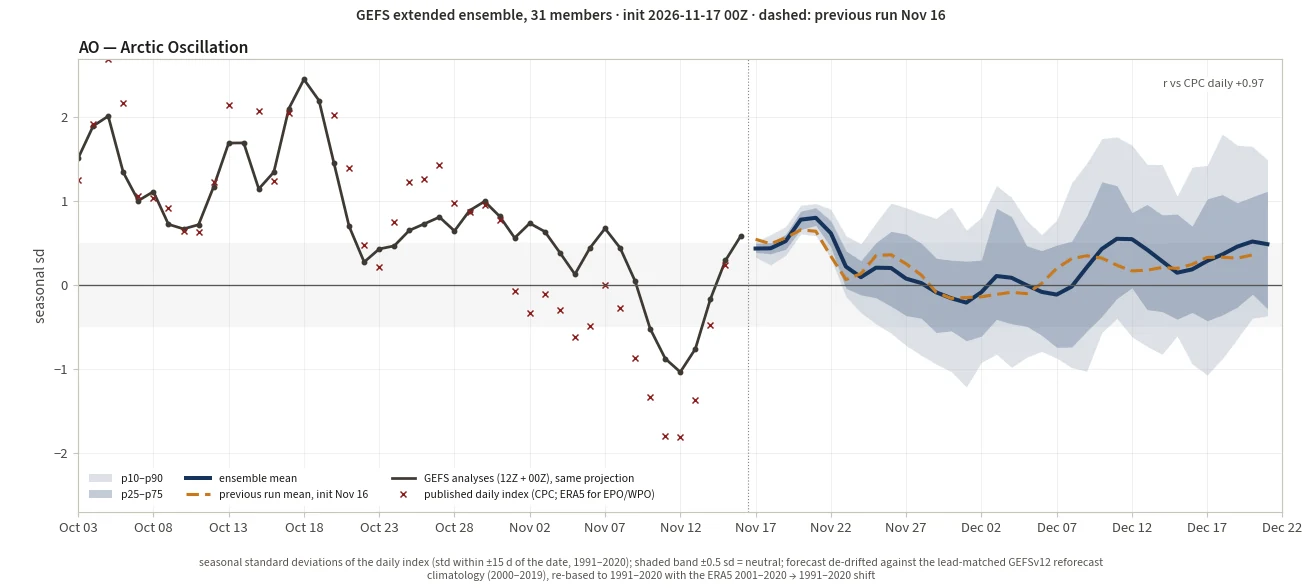 GEFS extended ensemble, 31 members · init 2026-11-17 00Z · dashed: previous run Nov 16
AO — Arctic Oscillation
r vs CPC daily +0.97
2
1
0
−1
−2
seasonal sd
p10–p90
p25–p75
ensemble mean
previous run mean, init Nov 16
GEFS analyses (12Z + 00Z), same projection
published daily index (CPC; ERA5 for EPO/WPO)
Oct 03 Oct 08 Oct 13 Oct 18 Oct 23 Oct 28 Nov 02 Nov 07 Nov 12 Nov 17 Nov 22 Nov 27 Dec 02 Dec 07 Dec 12 Dec 17 Dec 22
seasonal standard deviations of the daily index (std within ±15 d of the date, 1991–2020); shaded band ±0.5 sd = neutral; forecast de-drifted against the lead-matched GEFSv12 reforecast
climatology (2000–2019), re-based to 1991–2020 with the ERA5 2001–2020 → 1991–2020 shift